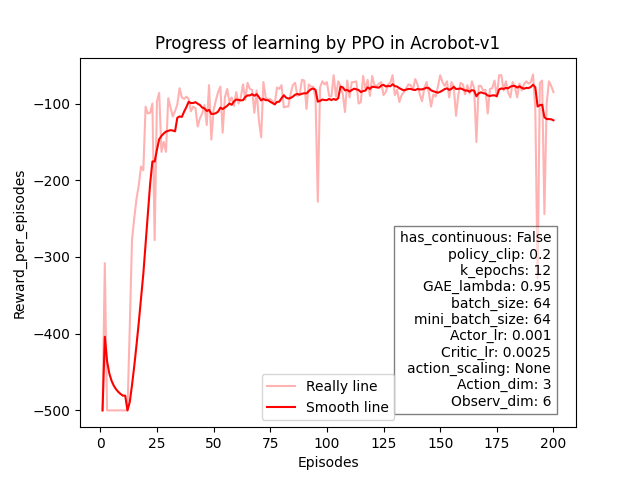 Progress of learning by PPO in Acrobot-v1
Reward_per_episodes
−100
−200
−300
−400
−500
has_continuous: False
policy_clip: 0.2
k_epochs: 12
GAE_lambda: 0.95
batch_size: 64
mini_batch_size: 64
Actor_lr: 0.001
Critic_lr: 0.0025
action_scaling: None
Action_dim: 3
Observ_dim: 6
Really line
Smooth line
0 25 50 75 100 125 150 175 200
Episodes